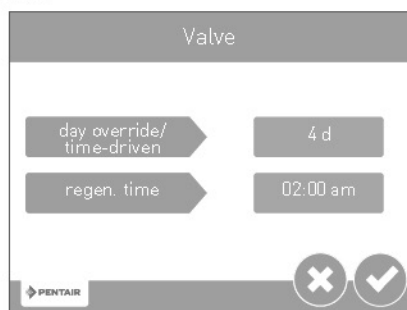 Valve
day override/
time-driven
4 d
regen. time
02:00 am
PENTAIR